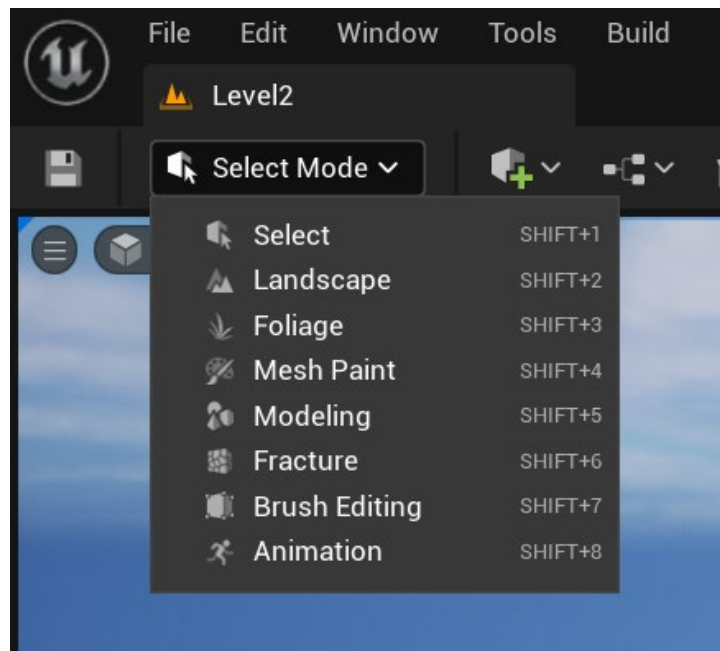 File Edit Window Tools Build
Level2
Select Mode
Select SHIFT+1
Landscape SHIFT+2
Foliage SHIFT+3
Mesh Paint SHIFT+4
Modeling SHIFT+5
Fracture SHIFT+6
Brush Editing SHIFT+7
Animation SHIFT+8